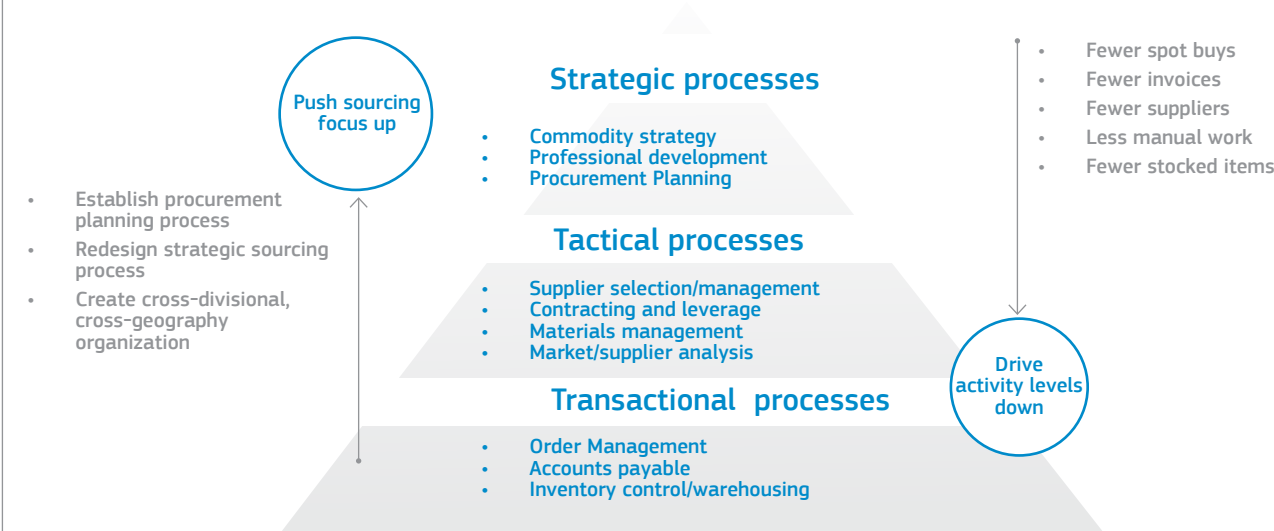 Push sourcing
focus up
• Establish procurement
planning process
• Redesign strategic sourcing
process
• Create cross-divisional,
cross-geography
organization
Strategic processes
• Commodity strategy
• Professional development
• Procurement Planning
Tactical processes
• Supplier selection/management
• Contracting and leverage
• Materials management
• Market/supplier analysis
Transactional processes
• Order Management
• Accounts payable
• Inventory control/warehousing
• Fewer spot buys
• Fewer invoices
• Fewer suppliers
• Less manual work
• Fewer stocked items
Drive
activity levels
down